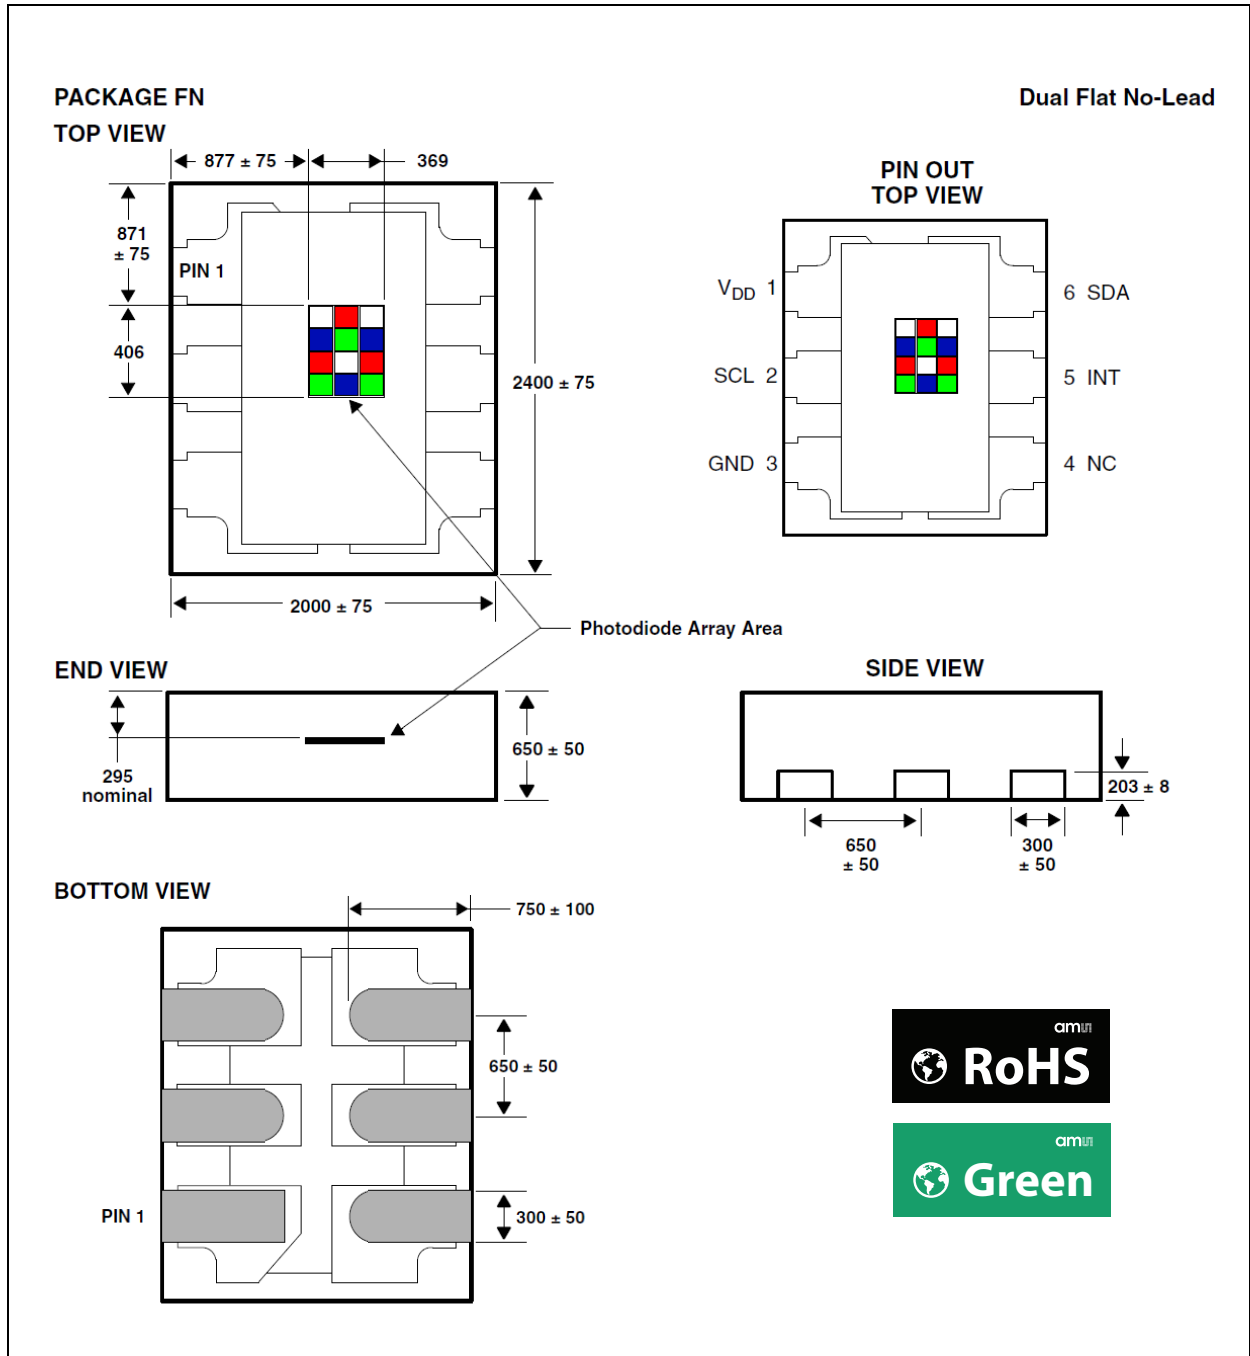 PACKAGE FN
Dual Flat No-Lead
TOP VIEW
877 ± 75
369
PIN OUT
TOP VIEW
871
± 75
PIN 1
406
2400 ± 75
VDD 1
6 SDA
SCL 2
5 INT
GND 3
4 NC
2000 ± 75
Photodiode Array Area
END VIEW
SIDE VIEW
650 ± 50
295
nominal
203 ± 8
650
± 50
300
± 50
BOTTOM VIEW
750 ± 100
650 ± 50
PIN 1
300 ± 50
amu
RoHS
amu
Green